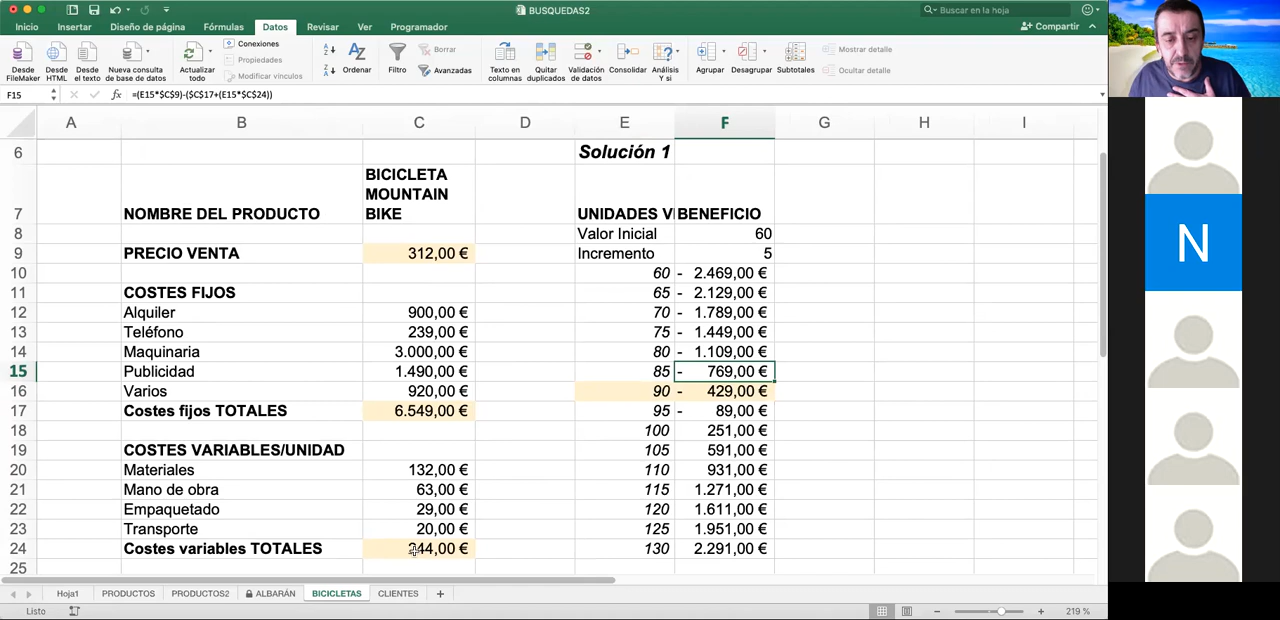 BUSQUEDAS2
Buscar en la hoja
Inicio Insertar Diseño de página Fórmulas Datos Revisar Ver Programador
Compartir
Desde FileMaker
Desde HTML
Desde el texto
Nueva consulta de base de datos
Actualizar todo
Conexiones
Propiedades
Modificar vínculos
Ordenar
Filtro
Borrar
Avanzadas
Texto en columnas
Quitar duplicados
Validación de datos
Consolidar
Análisis Y si
Agrupar
Desagrupar
Subtotales
Mostrar detalle
Ocultar detalle
F15 fx =(E15*$C$9)-($C$17+(E15*$C$24))
A B C D E F G H I
6 Solución 1
7 NOMBRE DEL PRODUCTO BICICLETA MOUNTAIN BIKE UNIDADES V BENEFICIO
8 Valor Inicial 60
9 PRECIO VENTA 312,00 € Incremento 5
10 60 - 2.469,00 €
11 COSTES FIJOS 65 - 2.129,00 €
12 Alquiler 900,00 € 70 - 1.789,00 €
13 Teléfono 239,00 € 75 - 1.449,00 €
14 Maquinaria 3.000,00 € 80 - 1.109,00 €
15 Publicidad 1.490,00 € 85 - 769,00 €
16 Varios 920,00 € 90 - 429,00 €
17 Costes fijos TOTALES 6.549,00 € 95 - 89,00 €
18 100 251,00 €
19 COSTES VARIABLES/UNIDAD 105 591,00 €
20 Materiales 132,00 € 110 931,00 €
21 Mano de obra 63,00 € 115 1.271,00 €
22 Empaquetado 29,00 € 120 1.611,00 €
23 Transporte 20,00 € 125 1.951,00 €
24 Costes variables TOTALES 244,00 € 130 2.291,00 €
25
Hoja1 PRODUCTOS PRODUCTOS2 ALBARÁN BICICLETAS CLIENTES +
Listo 219 %
N